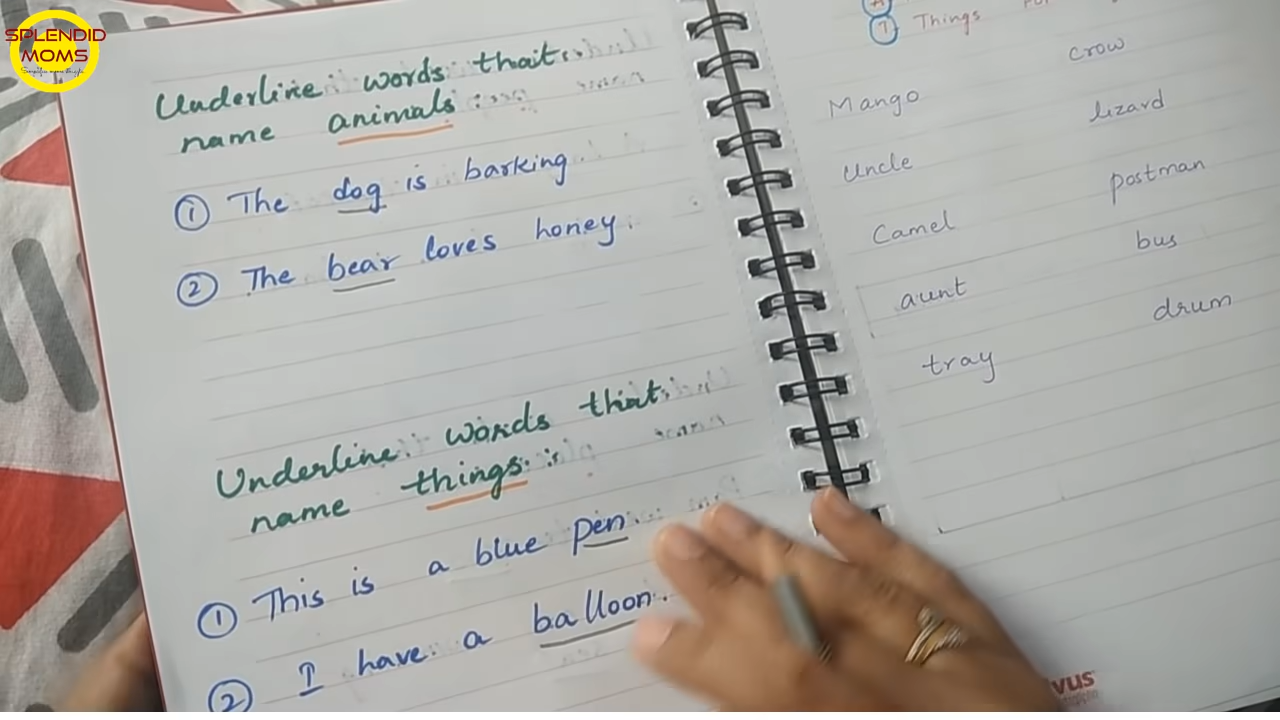 SPLENDID
MOMS
Underline words that
name animals :
① The dog is barking.
② The bear loves honey.
Underline words that
name things :
① This is a blue pen.
② I have a balloon.
Things
crow
Mango
lizard
Uncle
postman
Camel
bus
aunt
drum
tray